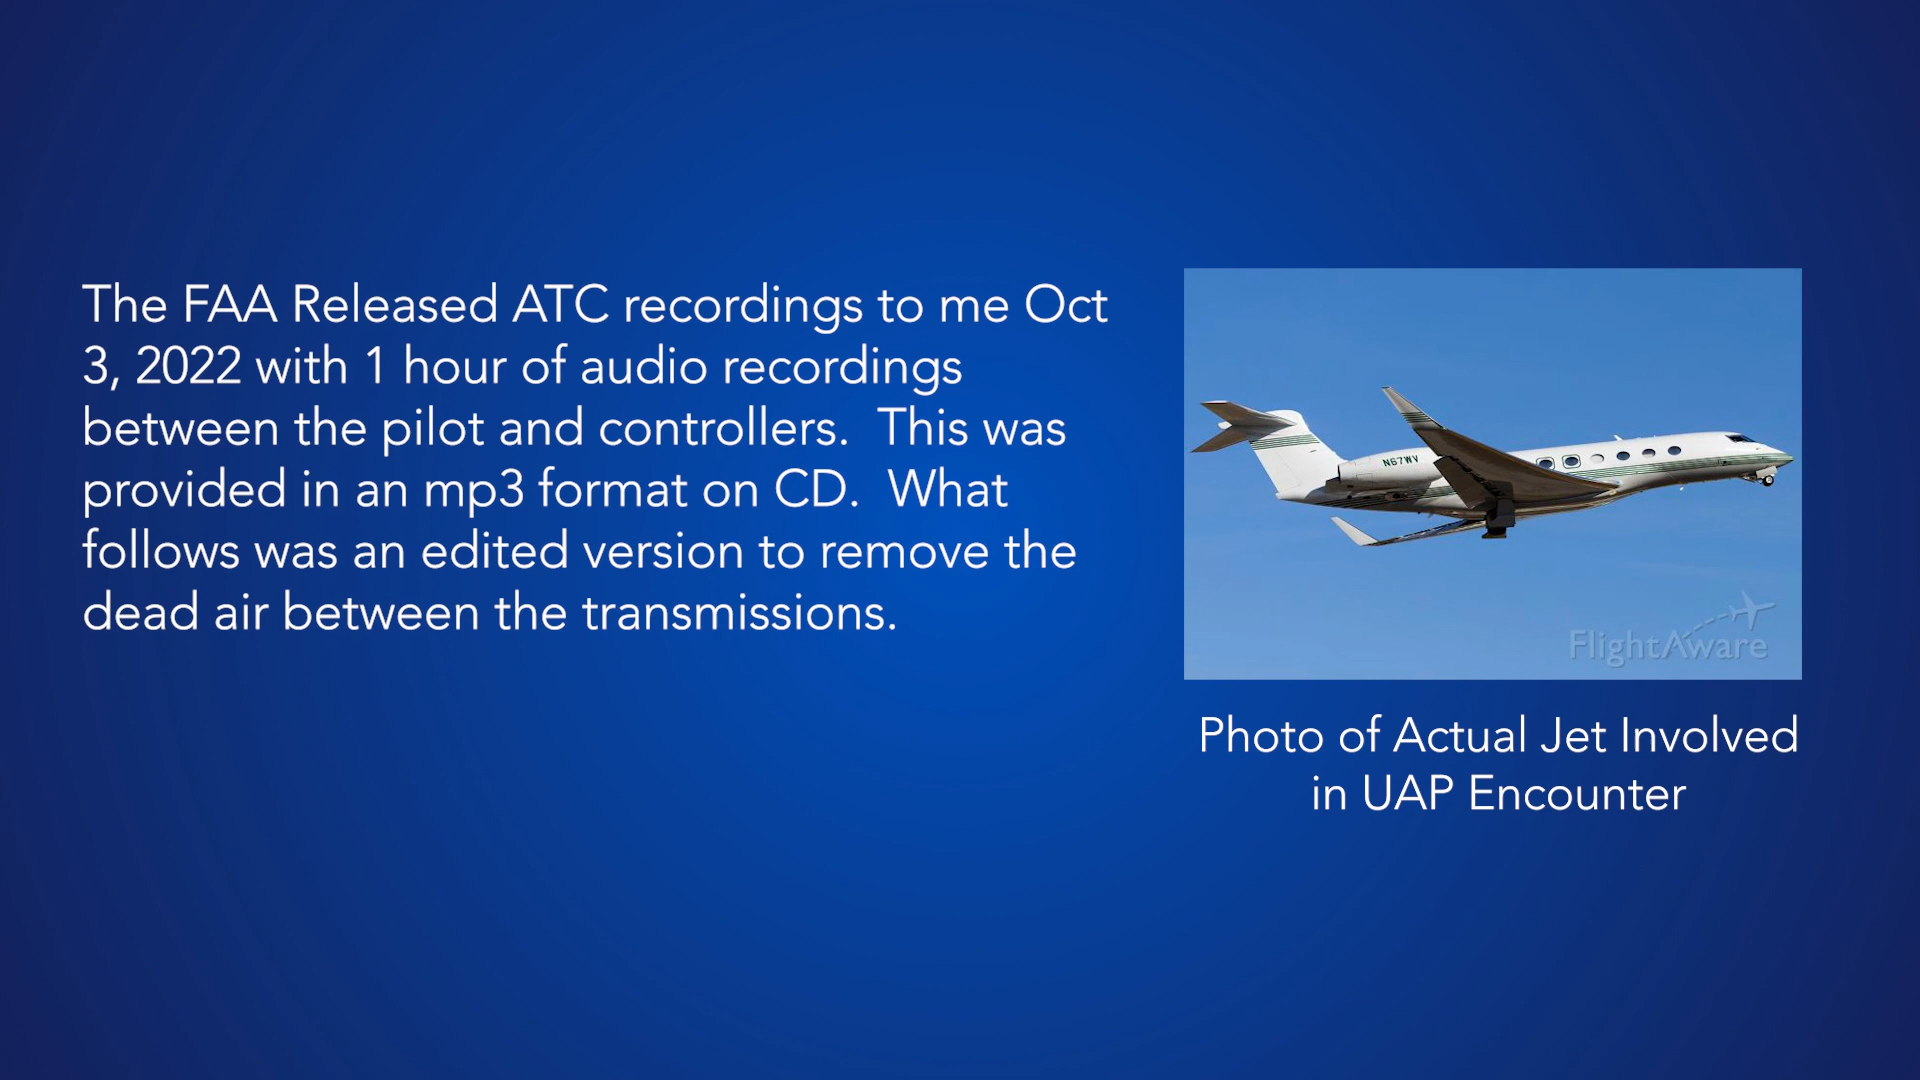 The FAA Released ATC recordings to me Oct
3, 2022 with 1 hour of audio recordings
between the pilot and controllers.  This was
provided in an mp3 format on CD.  What
follows was an edited version to remove the
dead air between the transmissions.
N67WV
FlightAware
Photo of Actual Jet Involved
in UAP Encounter